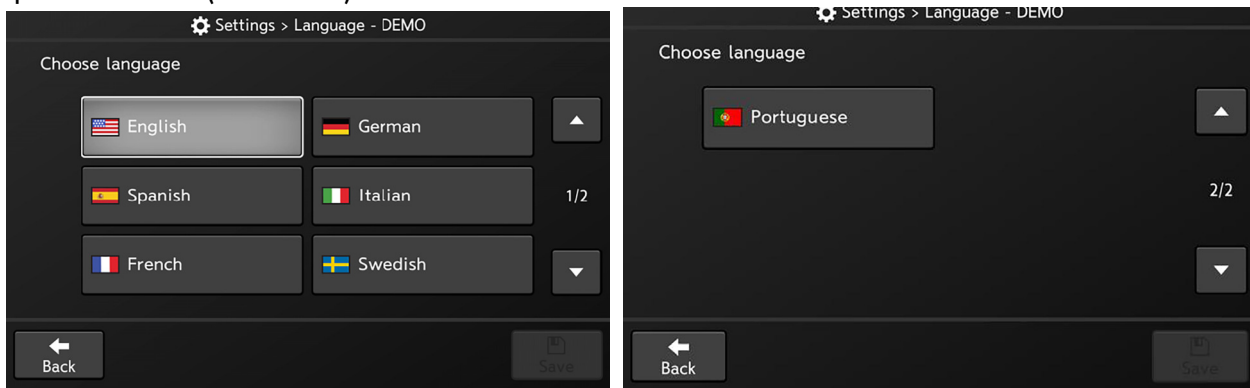 Settings > Language - DEMO
Choose language
English
German
Spanish
Italian
1/2
French
Swedish
Back
Save
Settings > Language - DEMO
Choose language
Portuguese
2/2
Back
Save